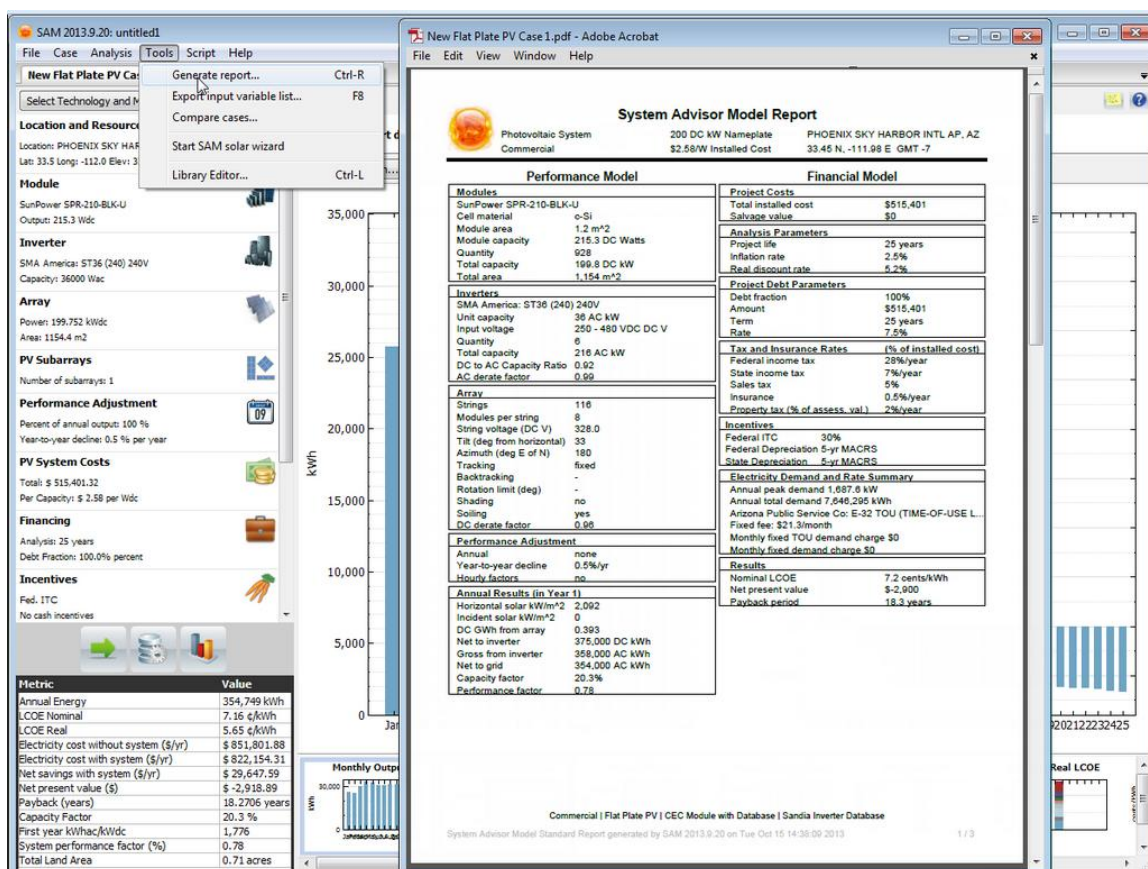 SAM 2013.9.20: untitled1
File Case Analysis Tools Script Help
New Flat Plate PV Cas
Select Technology and M
Generate report... Ctrl-R
Export input variable list... F8
Compare cases...
Start SAM solar wizard
Library Editor... Ctrl-L
Location and Resource
Location: PHOENIX SKY HAR
Lat: 33.5 Long: -112.0 Elev: 3
Module
SunPower SPR-210-BLK-U
Output: 215.3 Wdc
Inverter
SMA America: ST36 (240) 240V
Capacity: 36000 Wac
Array
Power: 199.752 kWdc
Area: 1154.4 m2
PV Subarrays
Number of subarrays: 1
Performance Adjustment
Percent of annual output: 100 %
Year-to-year decline: 0.5 % per year
09
PV System Costs
Total: $ 515,401.32
Per Capacity: $ 2.58 per Wdc
Financing
Analysis: 25 years
Debt Fraction: 100.0% percent
Incentives
Fed. ITC
No cash incentives
Metric Value
Annual Energy 354,749 kWh
LCOE Nominal 7.16 ¢/kWh
LCOE Real 5.65 ¢/kWh
Electricity cost without system ($/yr) $ 851,801.88
Electricity cost with system ($/yr) $ 822,154.31
Net savings with system ($/yr) $ 29,647.59
Net present value ($) $ -2,918.89
Payback (years) 18.2706 years
Capacity Factor 20.3 %
First year kWhac/kWdc 1,776
System performance factor (%) 0.78
Total Land Area 0.71 acres
35,000
30,000
25,000
20,000
15,000
10,000
5,000
0
kWh
Jan
Monthly Outpu
30,000
kWh
0
New Flat Plate PV Case 1.pdf - Adobe Acrobat
File Edit View Window Help
System Advisor Model Report
Photovoltaic System 200 DC kW Nameplate PHOENIX SKY HARBOR INTL AP, AZ
Commercial $2.58/W Installed Cost 33.45 N, -111.98 E GMT -7
Performance Model
Modules
SunPower SPR-210-BLK-U
Cell material c-Si
Module area 1.2 m^2
Module capacity 215.3 DC Watts
Quantity 928
Total capacity 199.8 DC kW
Total area 1,154 m^2
Inverters
SMA America: ST36 (240) 240V
Unit capacity 36 AC kW
Input voltage 250 - 480 VDC DC V
Quantity 6
Total capacity 216 AC kW
DC to AC Capacity Ratio 0.92
AC derate factor 0.99
Array
Strings 116
Modules per string 8
String voltage (DC V) 328.0
Tilt (deg from horizontal) 33
Azimuth (deg E of N) 180
Tracking fixed
Backtracking -
Rotation limit (deg) -
Shading no
Soiling yes
DC derate factor 0.96
Performance Adjustment
Annual none
Year-to-year decline 0.5%/yr
Hourly factors no
Annual Results (in Year 1)
Horizontal solar kW/m^2 2,092
Incident solar kW/m^2 0
DC GWh from array 0.393
Net to inverter 375,000 DC kWh
Gross from inverter 358,000 AC kWh
Net to grid 354,000 AC kWh
Capacity factor 20.3%
Performance factor 0.78
Financial Model
Project Costs
Total installed cost $515,401
Salvage value $0
Analysis Parameters
Project life 25 years
Inflation rate 2.5%
Real discount rate 5.2%
Project Debt Parameters
Debt fraction 100%
Amount $515,401
Term 25 years
Rate 7.5%
Tax and Insurance Rates (% of installed cost)
Federal income tax 28%/year
State income tax 7%/year
Sales tax 5%
Insurance 0.5%/year
Property tax (% of assess. val.) 2%/year
Incentives
Federal ITC 30%
Federal Depreciation 5-yr MACRS
State Depreciation 5-yr MACRS
Electricity Demand and Rate Summary
Annual peak demand 1,687.6 kW
Annual total demand 7,646,295 kWh
Arizona Public Service Co: E-32 TOU (TIME-OF-USE L...
Fixed fee: $21.3/month
Monthly fixed TOU demand charge $0
Monthly fixed demand charge $0
Results
Nominal LCOE 7.2 cents/kWh
Net present value $-2,900
Payback period 18.3 years
Commercial | Flat Plate PV | CEC Module with Database | Sandia Inverter Database
System Advisor Model Standard Report generated by SAM 2013.9.20 on Tue Oct 15 14:38:09 2013 1 / 3
9202122232425
Real LCOE